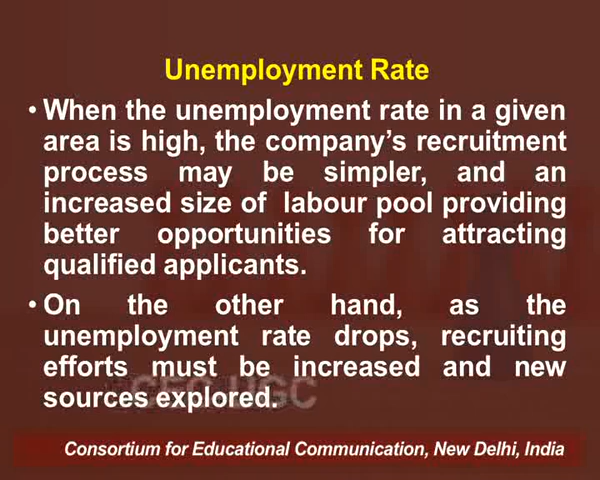 Unemployment Rate
• When the unemployment rate in a given
area is high, the company's recruitment
process may be simpler, and an
increased size of labour pool providing
better opportunities for attracting
qualified applicants.
• On the other hand, as the
unemployment rate drops, recruiting
efforts must be increased and new
sources explored.
CEC-UGC
Consortium for Educational Communication, New Delhi, India